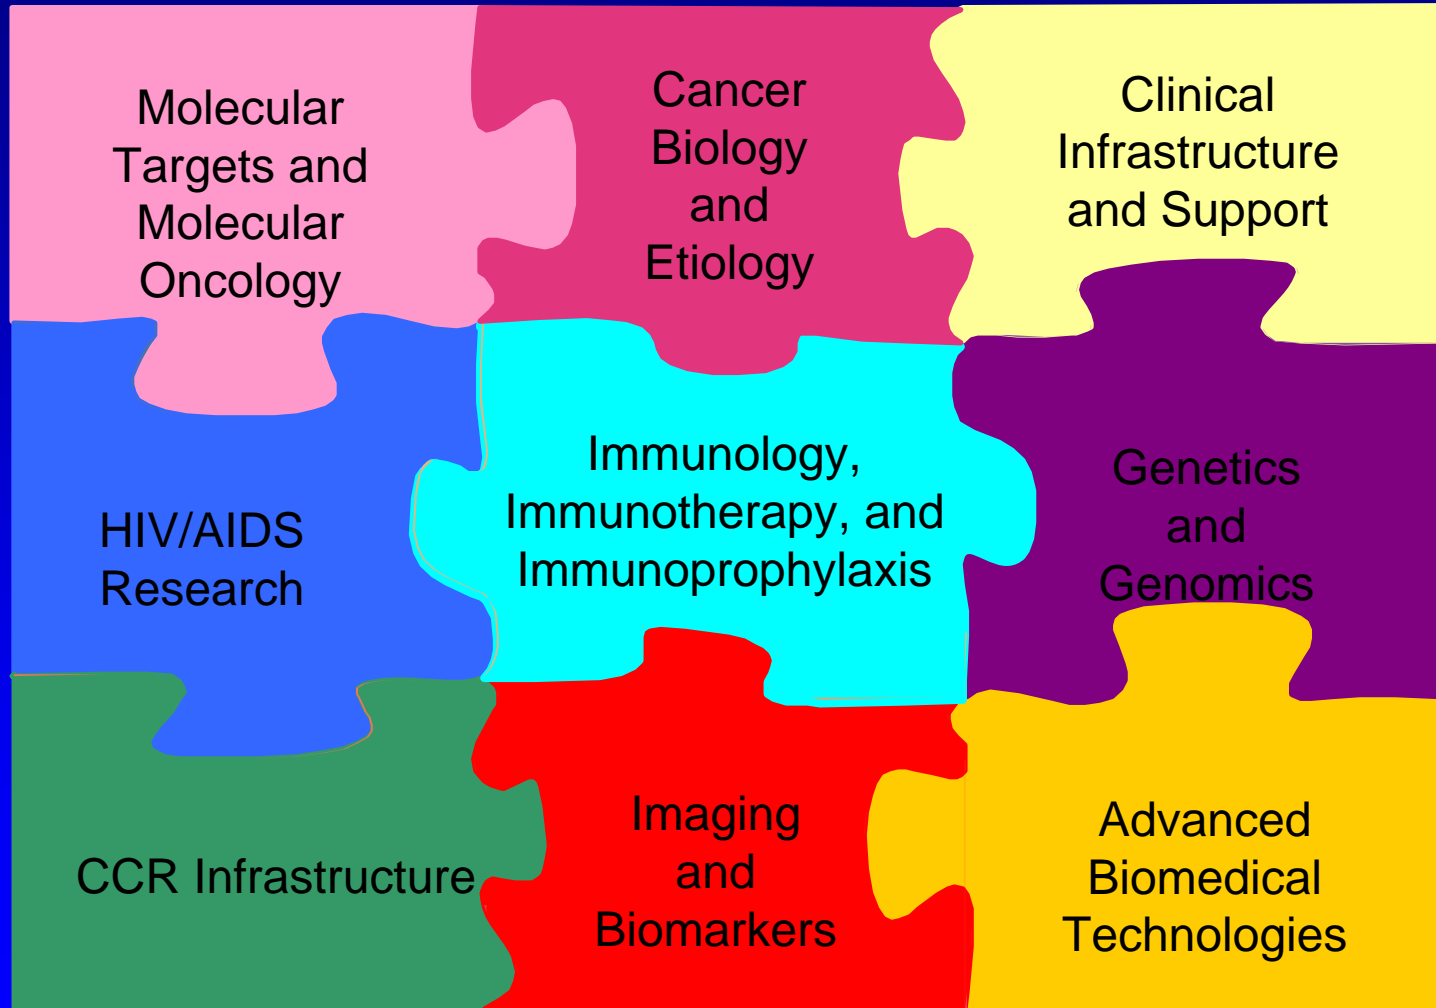 Molecular
Targets and
Molecular
Oncology
Cancer
Biology
and
Etiology
Clinical
Infrastructure
and Support
HIV/AIDS
Research
Immunology,
Immunotherapy, and
Immunoprophylaxis
Genetics
and
Genomics
CCR Infrastructure
Imaging
and
Biomarkers
Advanced
Biomedical
Technologies